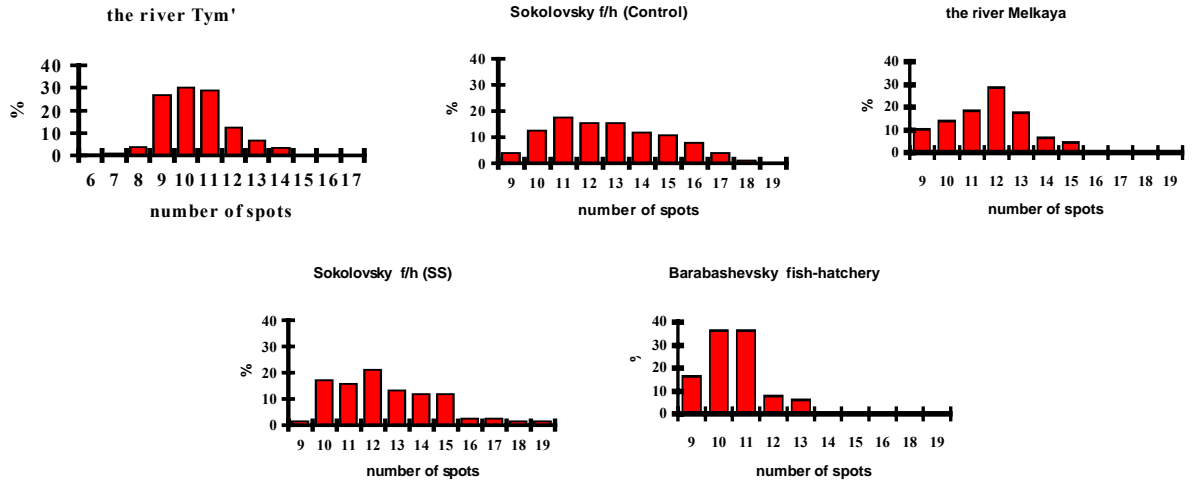 the river Tym'
40
30
20
10
0
%
6 7 8 9 10 11 12 13 14 15 16 17
number of spots
Sokolovsky f/h (Control)
40
30
20
10
0
%
9 10 11 12 13 14 15 16 17 18 19
number of spots
the river Melkaya
40
30
20
10
0
%
9 10 11 12 13 14 15 16 17 18 19
number of spots
Sokolovsky f/h (SS)
40
30
20
10
0
%
9 10 11 12 13 14 15 16 17 18 19
number of spots
Barabashevsky fish-hatchery
40
30
20
10
0
9 10 11 12 13 14 15 16 17 18 19
number of spots